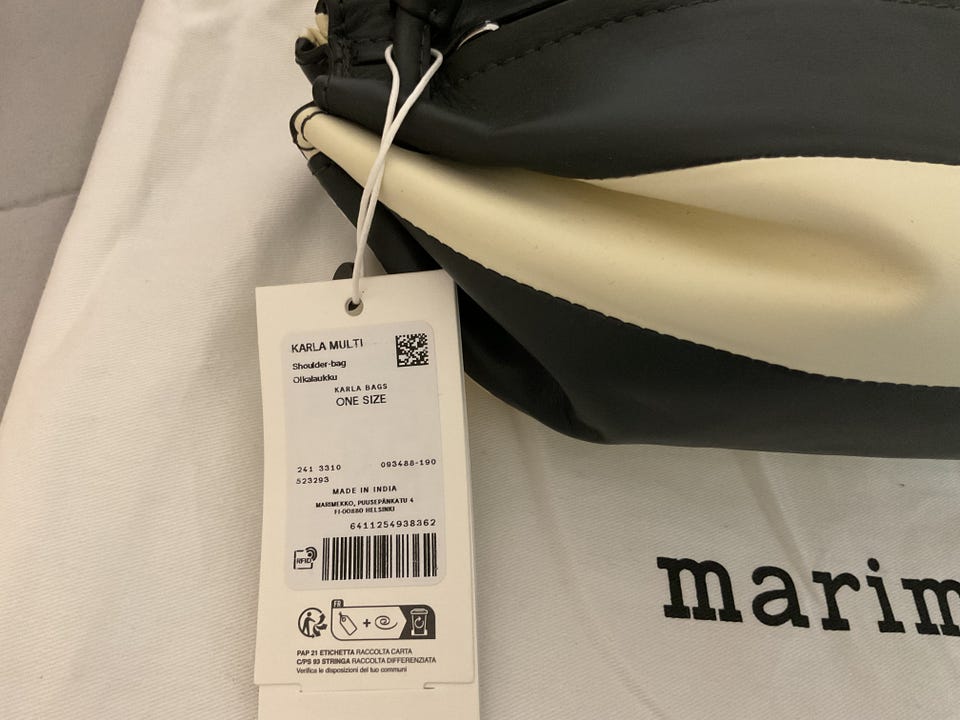 KARLA MULTI
Shoulder-bag
Olkalaukku
KARLA BAGS
ONE SIZE
241 3310 093488-190
523293
MADE IN INDIA
MARIMEKKO, PUUSEPÄNKATU 4
FI-00880 HELSINKI
6411254938362
RFID
FR
+
PAP 21 ETICHETTA RACCOLTA CARTA
C/PS 93 STRINGA RACCOLTA DIFFERENZIATA
Verifica le disposizioni del tuo comuni
marim